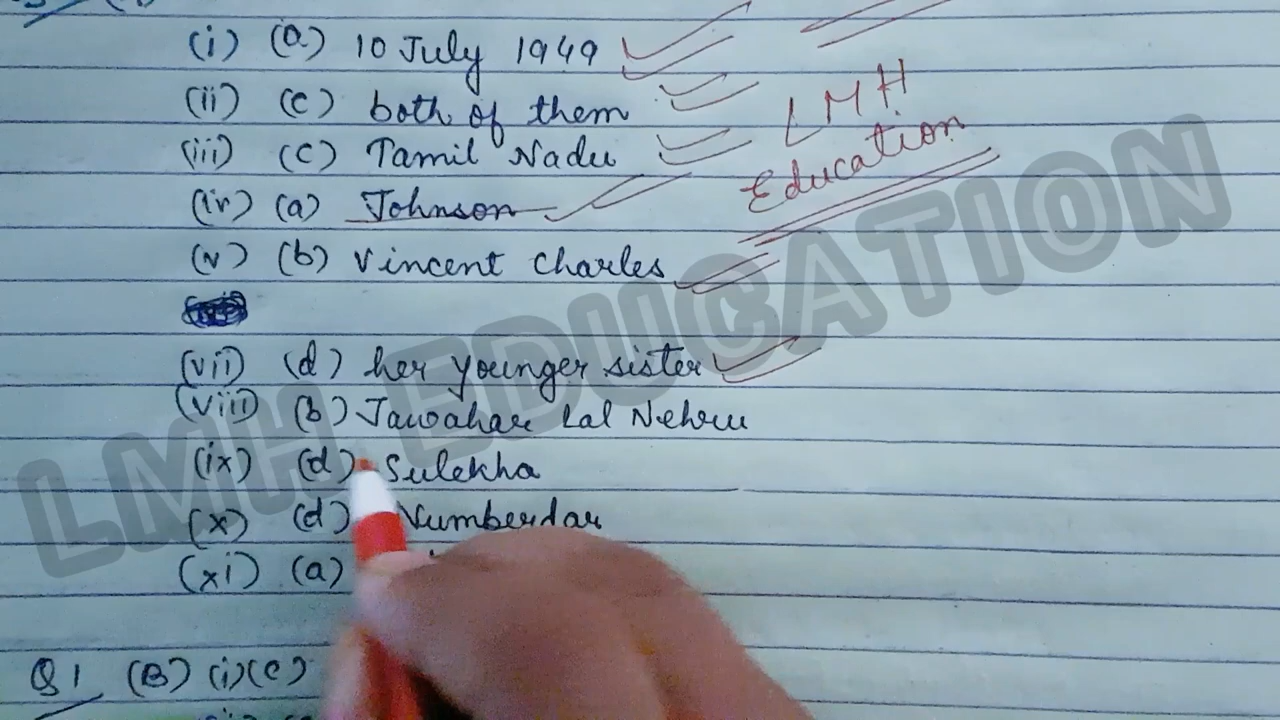 (i) (a) 10 July 1949
(ii) (c) both of them
LMH
(iii) (c) Tamil Nadu
Education
(iv) (a) Johnson
(v) (b) Vincent Charles
(vii) (d) her younger sister
(viii) (b) Jawahar Lal Nehru
(ix) (d) Sulekha
(x) (d) Numberdar
(xi) (a)
Q1 (B) (i) (c)
LMH EDUCATION